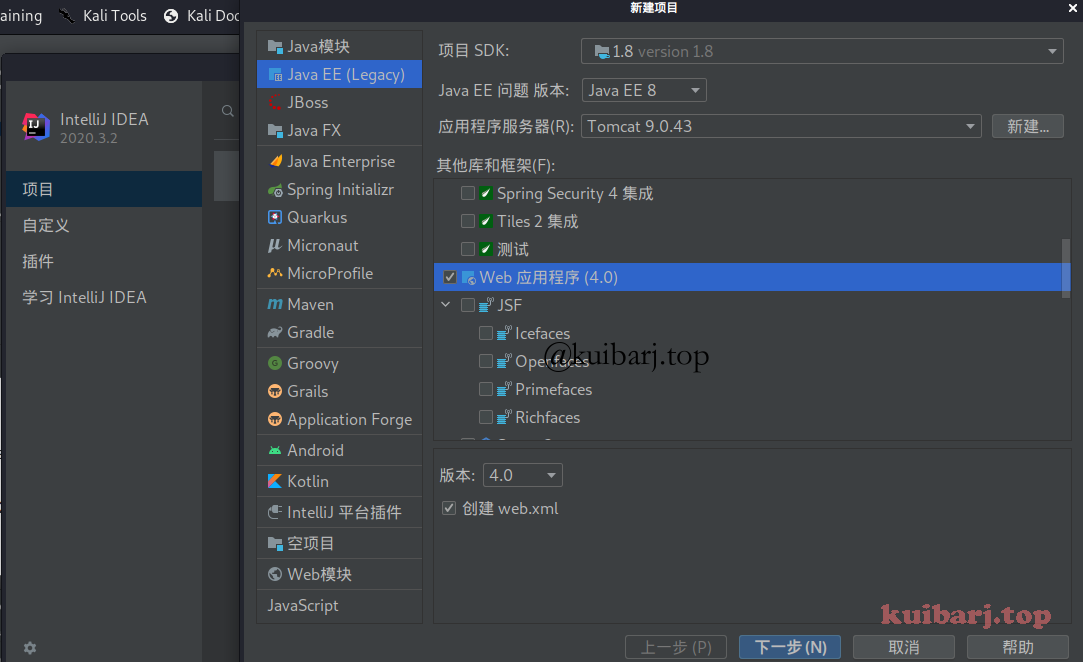 aining
Kali Tools
Kali Doc
新建项目
IntelliJ IDEA
2020.3.2
项目
自定义
插件
学习 IntelliJ IDEA
Java模块
Java EE (Legacy)
JBoss
Java FX
Java Enterprise
Spring Initializr
Quarkus
Micronaut
MicroProfile
Maven
Gradle
Groovy
Grails
Application Forge
Android
Kotlin
IntelliJ 平台插件
空项目
Web模块
JavaScript
项目 SDK:
1.8 version 1.8
Java EE 问题 版本:
Java EE 8
应用程序服务器(R):
Tomcat 9.0.43
新建...
其他库和框架(F):
Spring Security 4 集成
Tiles 2 集成
测试
Web 应用程序 (4.0)
JSF
Icefaces
Openfaces
@kuibarj.top
Primefaces
Richfaces
版本:
4.0
创建 web.xml
kuibarj.top
上一步 (P)
下一步 (N)
取消
帮助